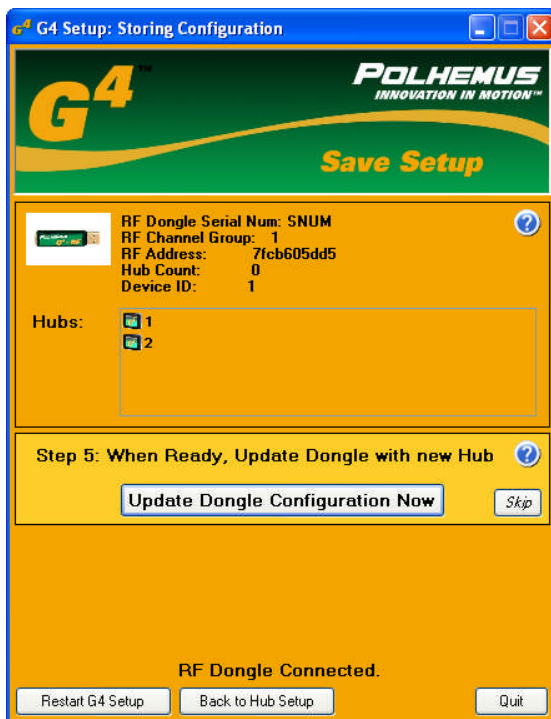 G4 Setup: Storing Configuration
G4™
POLHEMUS
INNOVATION IN MOTION™
Save Setup
RF Dongle Serial Num: SNUM
RF Channel Group: 1
RF Address: 7fcb605dd5
Hub Count: 0
Device ID: 1
Hubs:
1
2
Step 5: When Ready, Update Dongle with new Hub
Update Dongle Configuration Now
Skip
RF Dongle Connected.
Restart G4 Setup
Back to Hub Setup
Quit